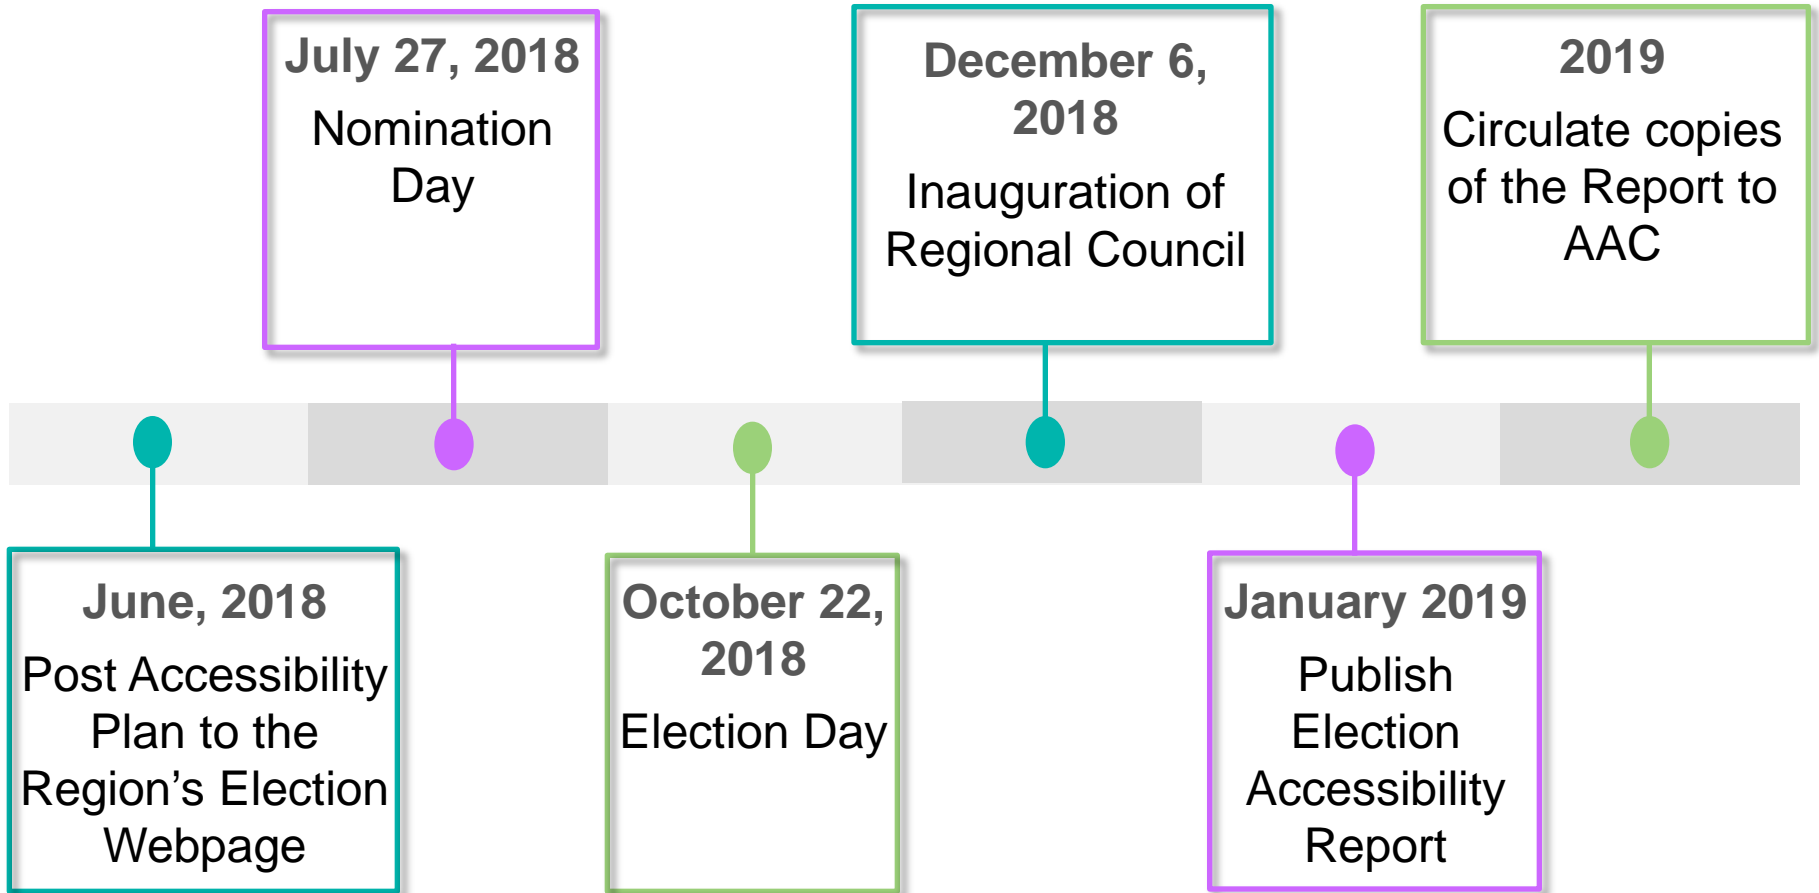 July 27, 2018
Nomination
Day
December 6,
2018
Inauguration of
Regional Council
2019
Circulate copies
of the Report to
AAC
June, 2018
Post Accessibility
Plan to the
Region’s Election
Webpage
October 22,
2018
Election Day
January 2019
Publish
Election
Accessibility
Report